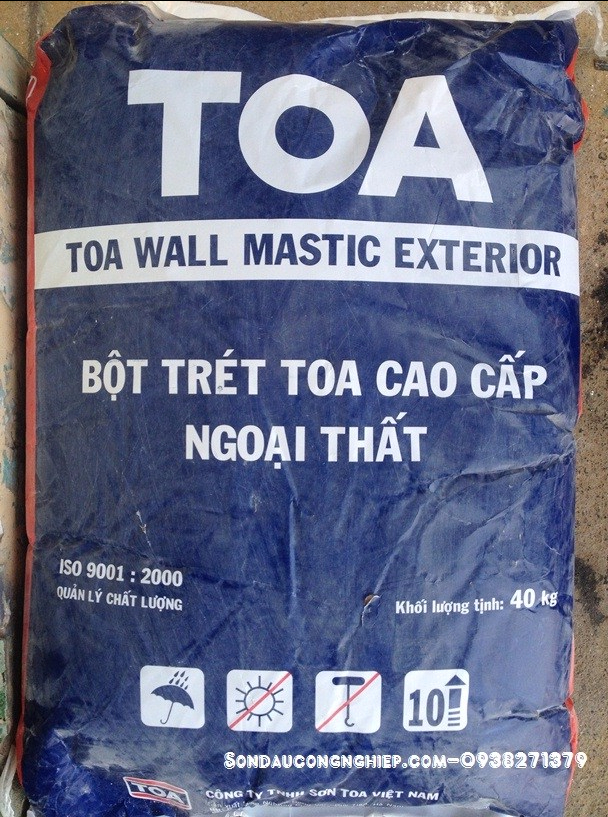 TOA
TOA WALL MASTIC EXTERIOR
BỘT TRÉT TOA CAO CẤP
NGOẠI THẤT
ISO 9001 : 2000
QUẢN LÝ CHẤT LƯỢNG
Khối lượng tịnh: 40 kg
10
SONDAUCONGNGHIEP.COM-0938271379
TOA
CÔNG TY TNHH SƠN TOA VIỆT NAM